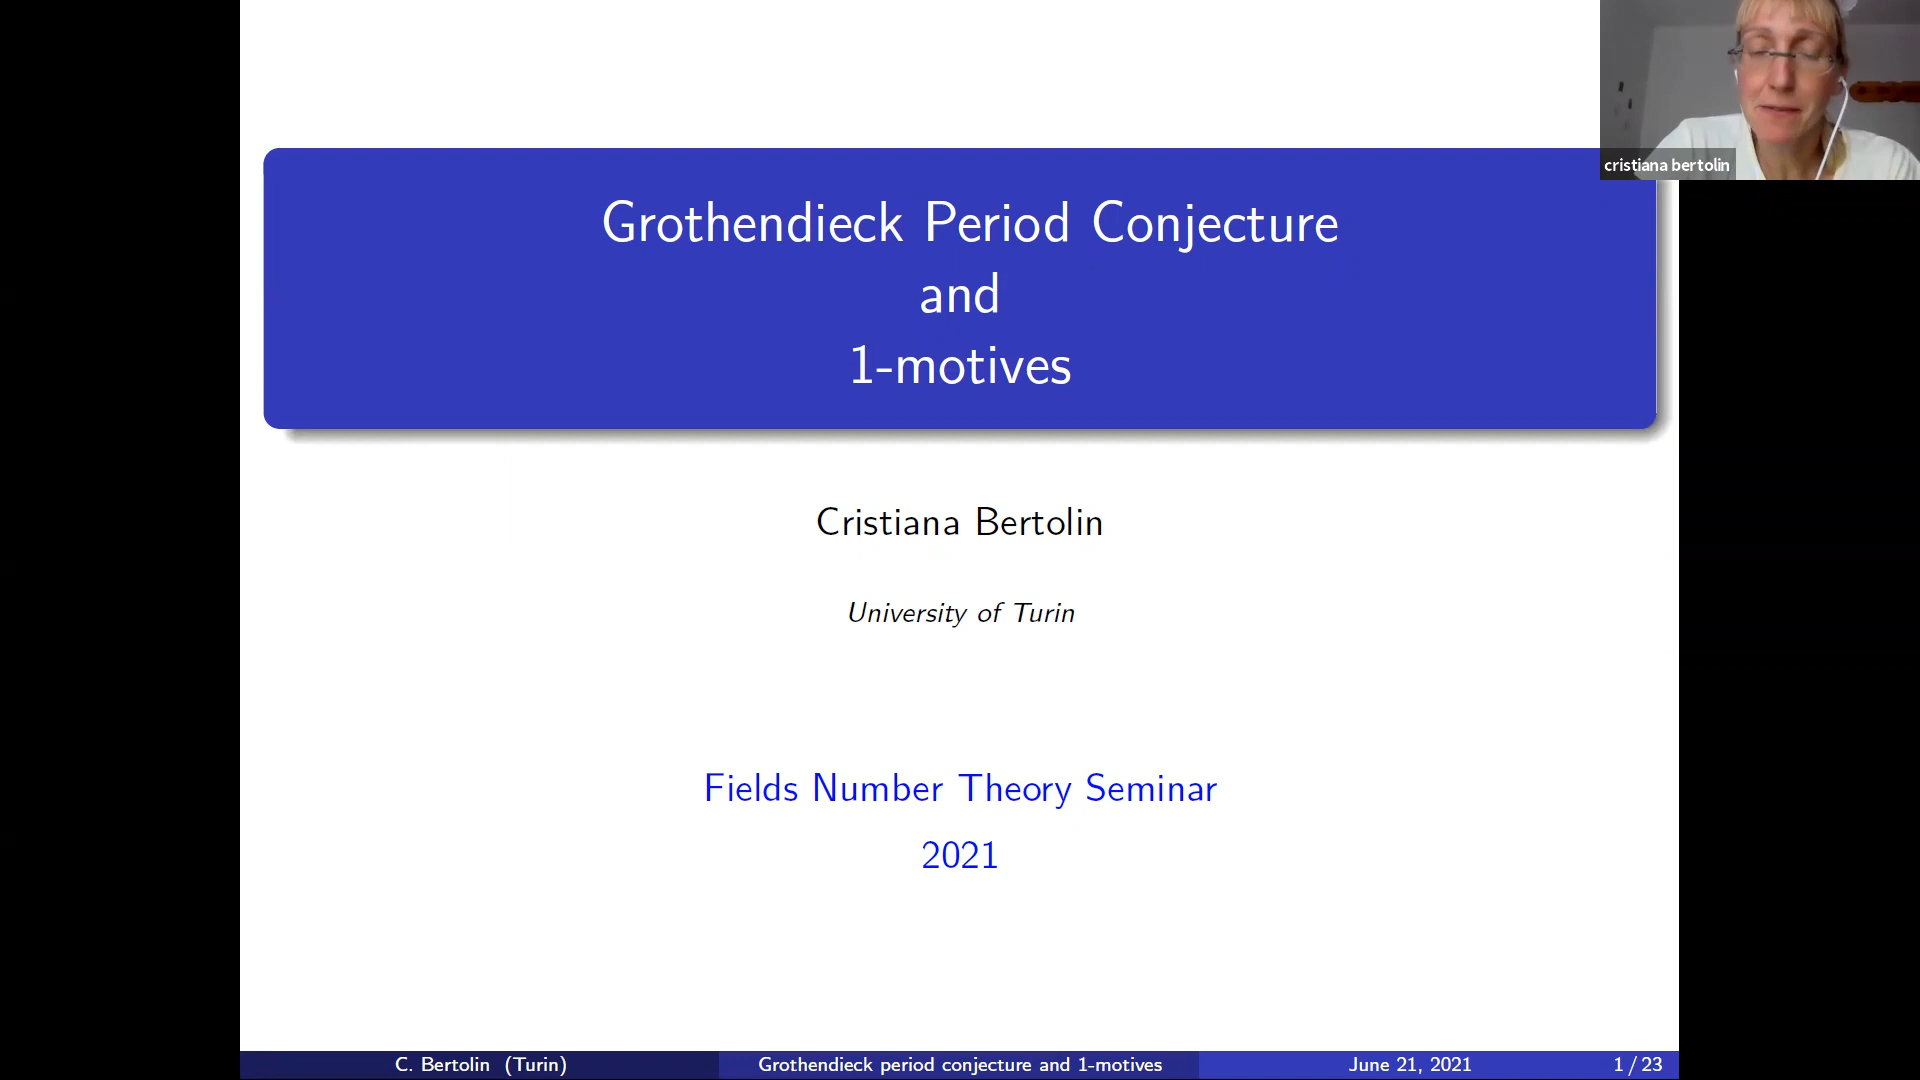 cristiana bertolin
Grothendieck Period Conjecture
and
1-motives
Cristiana Bertolin
University of Turin
Fields Number Theory Seminar
2021
C. Bertolin (Turin) Grothendieck period conjecture and 1-motives June 21, 2021 1 / 23